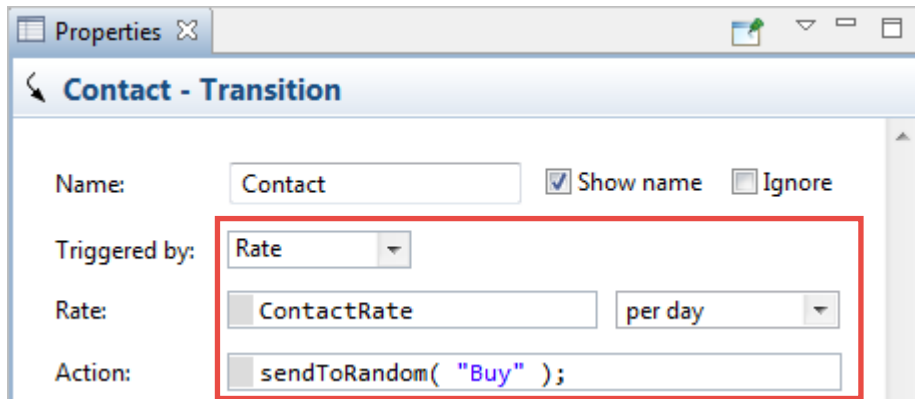 Properties
Contact - Transition
Name: Contact Show name Ignore
Triggered by: Rate
Rate: ContactRate per day
Action: sendToRandom( "Buy" );